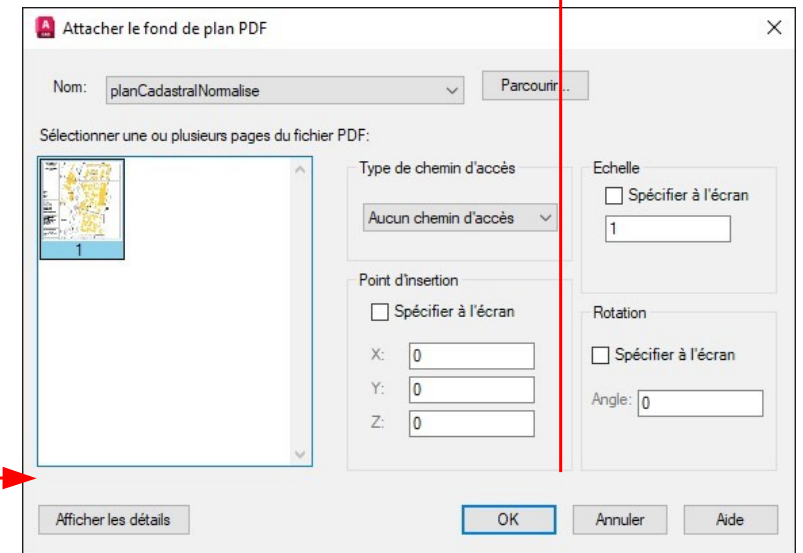 Attacher le fond de plan PDF
Nom: planCadastralNormalise Parcourir...
Sélectionner une ou plusieurs pages du fichier PDF:
1
Type de chemin d'accès
Aucun chemin d'accès
Echelle
Spécifier à l'écran
1
Point d'insertion
Spécifier à l'écran
X: 0
Y: 0
Z: 0
Rotation
Spécifier à l'écran
Angle: 0
Afficher les détails OK Annuler Aide